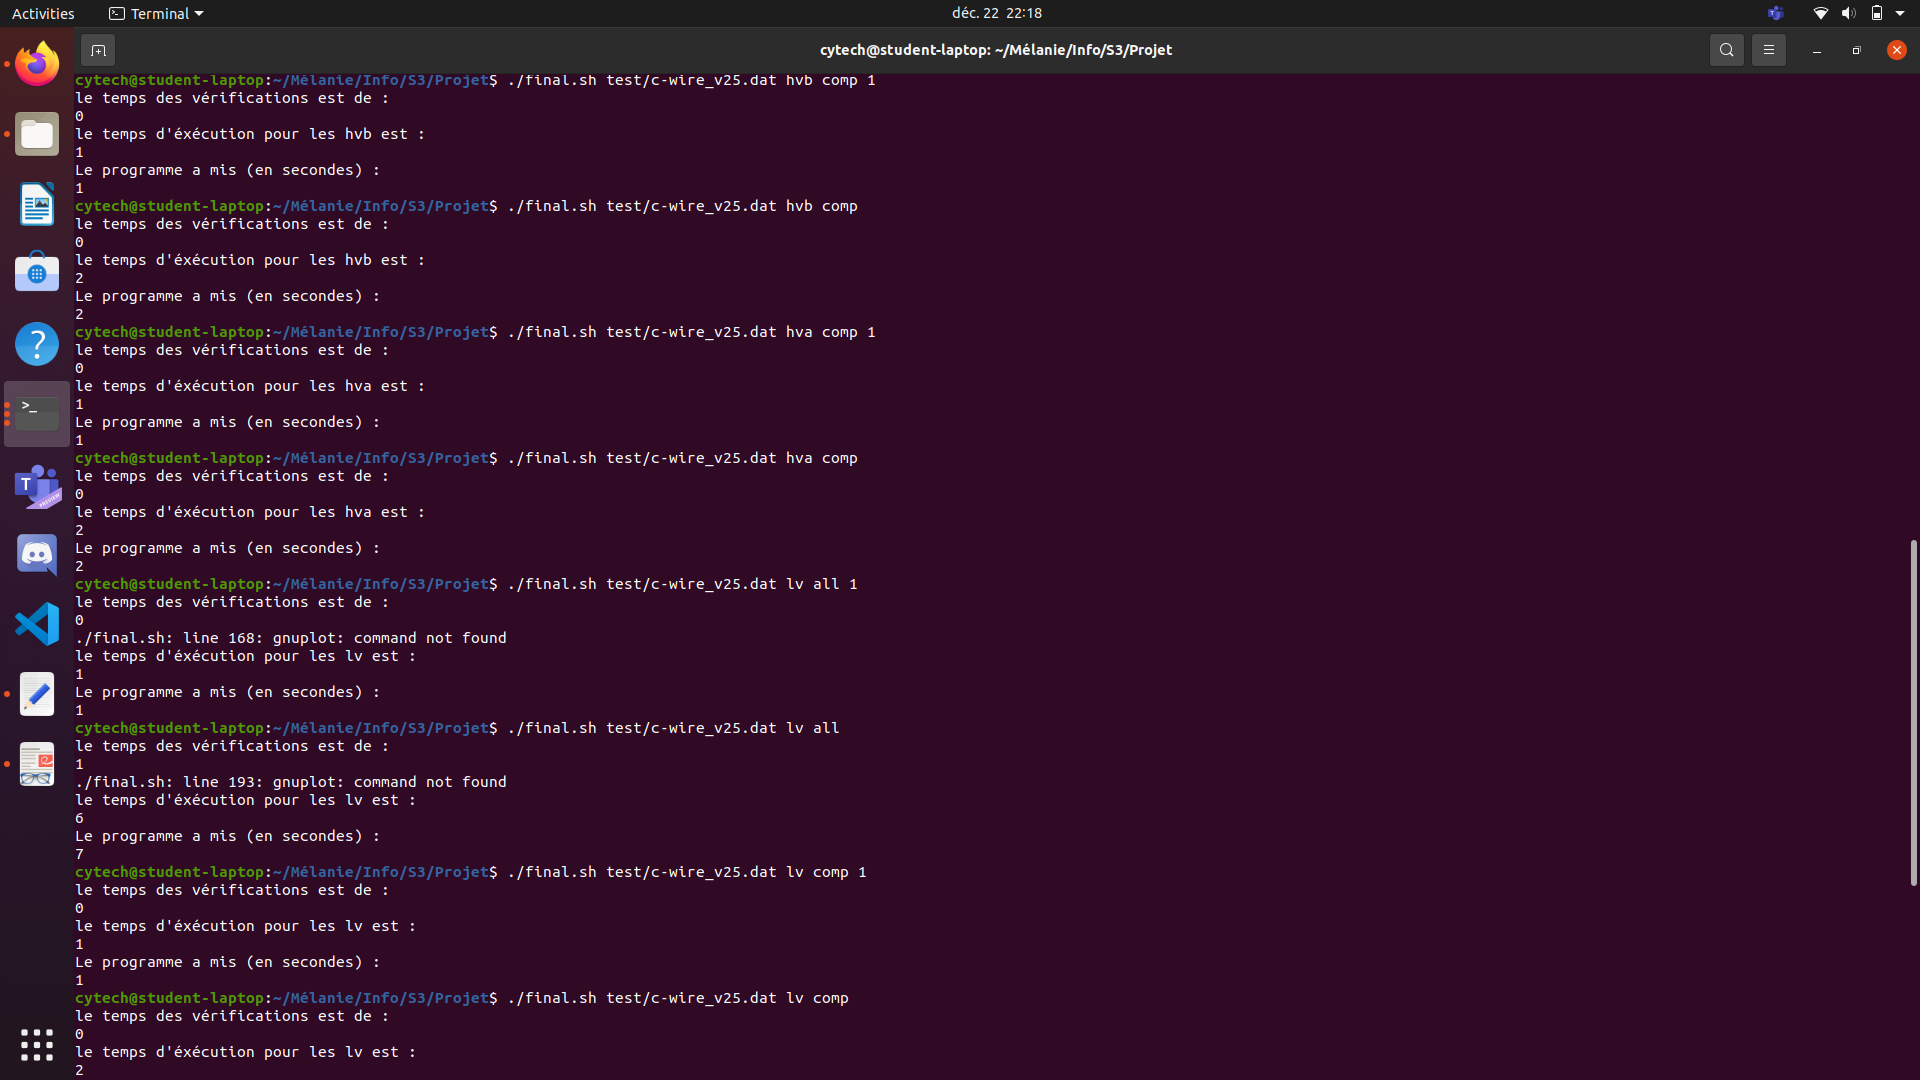 Activities
Terminal
déc. 22 22:18
cytech@student-laptop: ~/Mélanie/Info/S3/Projet
cytech@student-laptop:~/Mélanie/Info/S3/Projet$ ./final.sh test/c-wire_v25.dat hvb comp 1
le temps des vérifications est de :
0
le temps d'éxécution pour les hvb est :
1
Le programme a mis (en secondes) :
1
cytech@student-laptop:~/Mélanie/Info/S3/Projet$ ./final.sh test/c-wire_v25.dat hvb comp
le temps des vérifications est de :
0
le temps d'éxécution pour les hvb est :
2
Le programme a mis (en secondes) :
2
cytech@student-laptop:~/Mélanie/Info/S3/Projet$ ./final.sh test/c-wire_v25.dat hva comp 1
le temps des vérifications est de :
0
le temps d'éxécution pour les hva est :
1
Le programme a mis (en secondes) :
1
cytech@student-laptop:~/Mélanie/Info/S3/Projet$ ./final.sh test/c-wire_v25.dat hva comp
le temps des vérifications est de :
0
le temps d'éxécution pour les hva est :
2
Le programme a mis (en secondes) :
2
cytech@student-laptop:~/Mélanie/Info/S3/Projet$ ./final.sh test/c-wire_v25.dat lv all 1
le temps des vérifications est de :
0
./final.sh: line 168: gnuplot: command not found
le temps d'éxécution pour les lv est :
1
Le programme a mis (en secondes) :
1
cytech@student-laptop:~/Mélanie/Info/S3/Projet$ ./final.sh test/c-wire_v25.dat lv all
le temps des vérifications est de :
1
./final.sh: line 193: gnuplot: command not found
le temps d'éxécution pour les lv est :
6
Le programme a mis (en secondes) :
7
cytech@student-laptop:~/Mélanie/Info/S3/Projet$ ./final.sh test/c-wire_v25.dat lv comp 1
le temps des vérifications est de :
0
le temps d'éxécution pour les lv est :
1
Le programme a mis (en secondes) :
1
cytech@student-laptop:~/Mélanie/Info/S3/Projet$ ./final.sh test/c-wire_v25.dat lv comp
le temps des vérifications est de :
0
le temps d'éxécution pour les lv est :
2